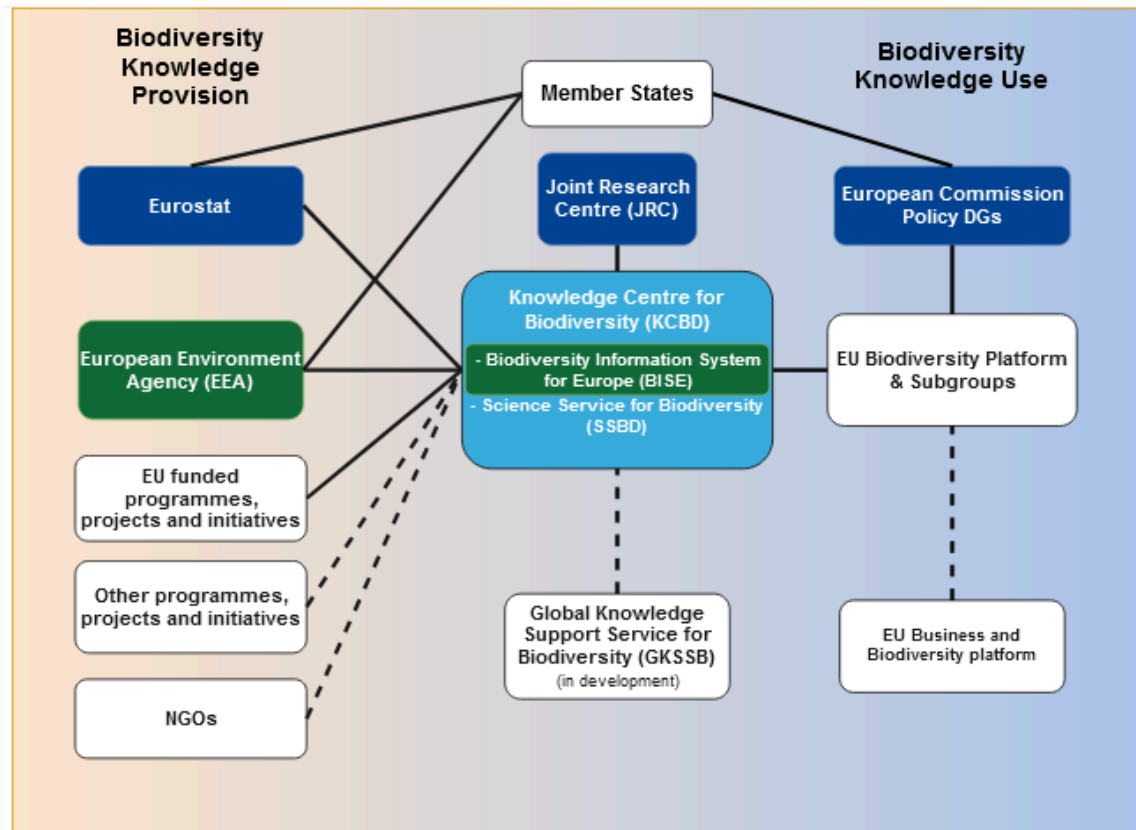 Biodiversity
Knowledge
Provision
Biodiversity
Knowledge Use
Member States
Eurostat
Joint Research
Centre (JRC)
European Commission
Policy DGs
Knowledge Centre for
Biodiversity (KCBD)
- Biodiversity Information System
for Europe (BISE)
- Science Service for Biodiversity
(SSBD)
European Environment
Agency (EEA)
EU Biodiversity Platform
& Subgroups
EU funded
programmes,
projects and initiatives
Other programmes,
projects and initiatives
NGOs
Global Knowledge
Support Service for
Biodiversity (GKSSB)
(in development)
EU Business and
Biodiversity platform